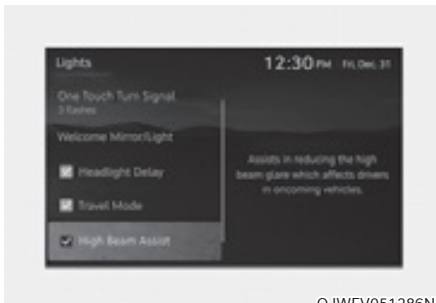 Lights
12:30 PM Fri, Dec, 31
One Touch Turn Signal
3 flashes
Welcome Mirror/Light
Headlight Delay
Travel Mode
High Beam Assist
Assists in reducing the high
beam glare which affects drivers
in oncoming vehicles.
OJWEV051286N